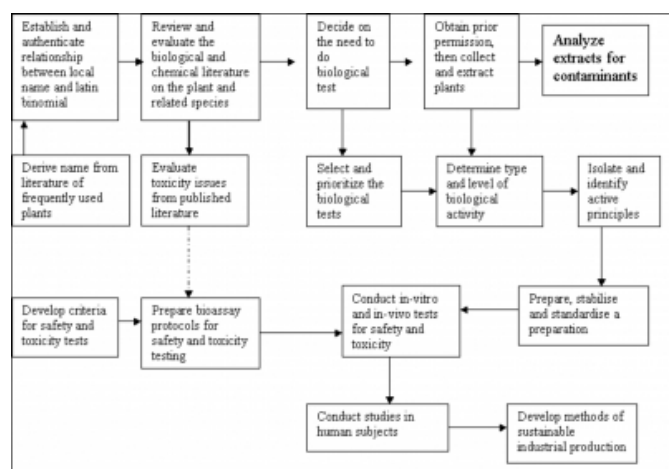 Establish and
authenticate
relationship
between local
name and latin
binomial
Review and
evaluate the
biological and
chemical literature
on the plant and
related species
Decide on
the need to do
biological
test
Obtain prior
permission,
then collect
and extract
plants
Analyze
extracts for
contaminants
Derive name from
literature of
frequently used
plants
Evaluate
toxicity issues
from published
literature
Select and
prioritize the
biological tests
Determine type
and level of
biological
activity
Isolate and
identify
active
principles
Develop criteria
for safety and
toxicity tests
Prepare bioassay
protocols for
safety and toxicity
testing
Conduct in-vitro
and in-vivo tests
for safety and
toxicity
Prepare, stabilise
and standardise a
preparation
Conduct studies in
human subjects
Develop methods of
sustainable
industrial production